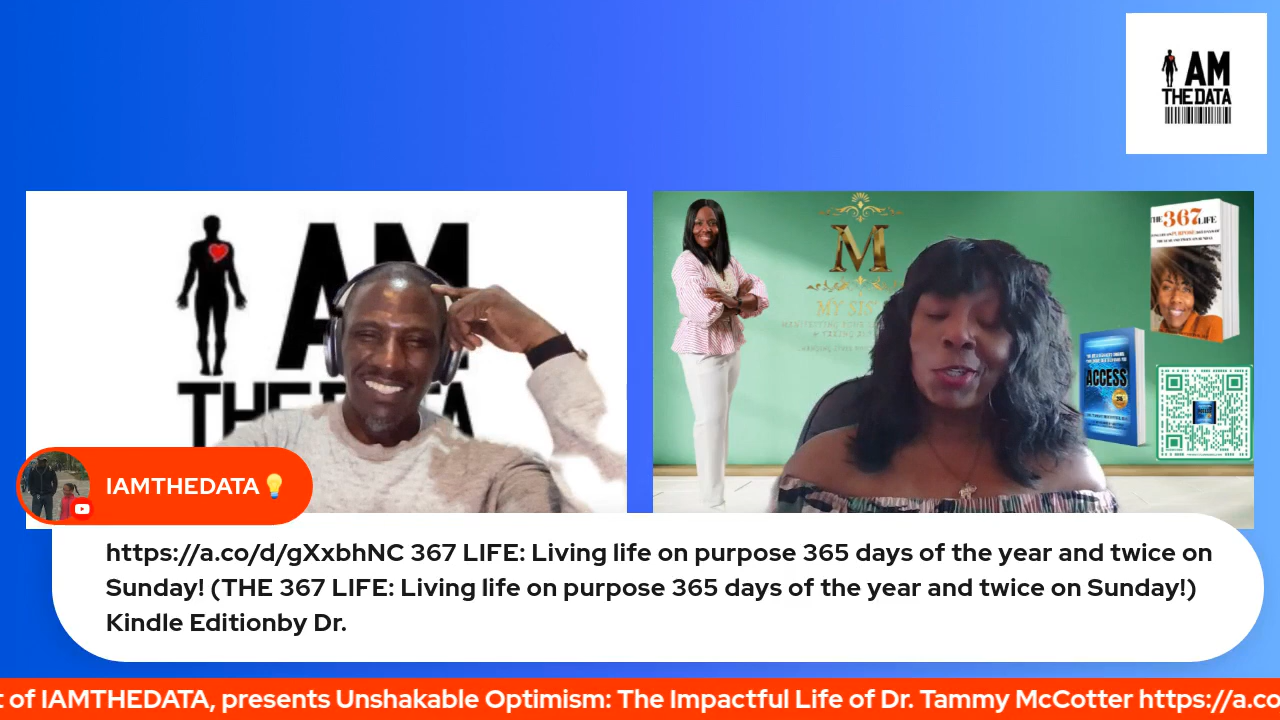 AM
THE DATA
AM
THE DATA
M
MY SIS
THE 367 LIFE
ACCESS
IAMTHEDATA💡
https://a.co/d/gXxbhNC 367 LIFE: Living life on purpose 365 days of the year and twice on
Sunday! (THE 367 LIFE: Living life on purpose 365 days of the year and twice on Sunday!)
Kindle Editionby Dr.
t of IAMTHEDATA, presents Unshakable Optimism: The Impactful Life of Dr. Tammy McCotter https://a.co